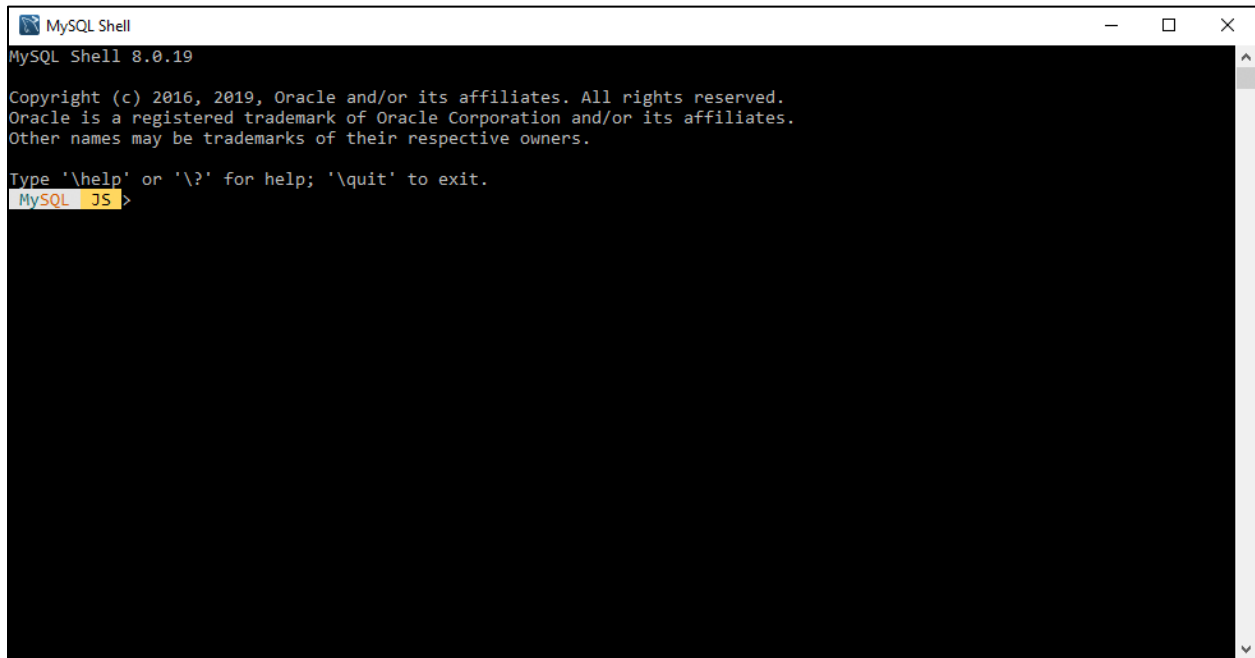 MySQL Shell
MySQL Shell 8.0.19
Copyright (c) 2016, 2019, Oracle and/or its affiliates. All rights reserved.
Oracle is a registered trademark of Oracle Corporation and/or its affiliates.
Other names may be trademarks of their respective owners.
Type '\help' or '\?' for help; '\quit' to exit.
MySQL JS >